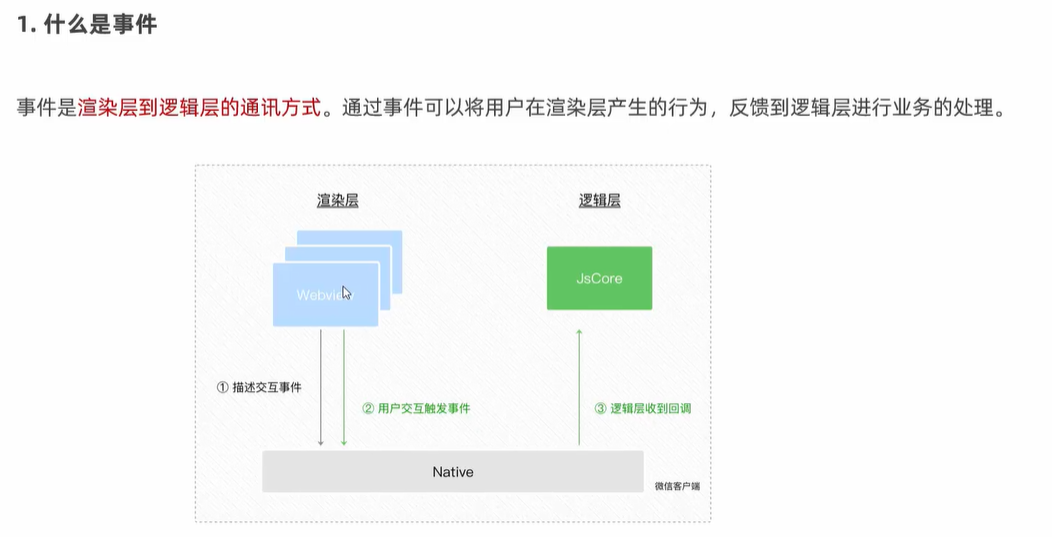 1. 什么是事件
事件是渲染层到逻辑层的通讯方式。通过事件可以将用户在渲染层产生的行为，反馈到逻辑层进行业务的处理。
渲染层
逻辑层
Webview
JsCore
① 描述交互事件
② 用户交互触发事件
③ 逻辑层收到回调
Native
微信客户端